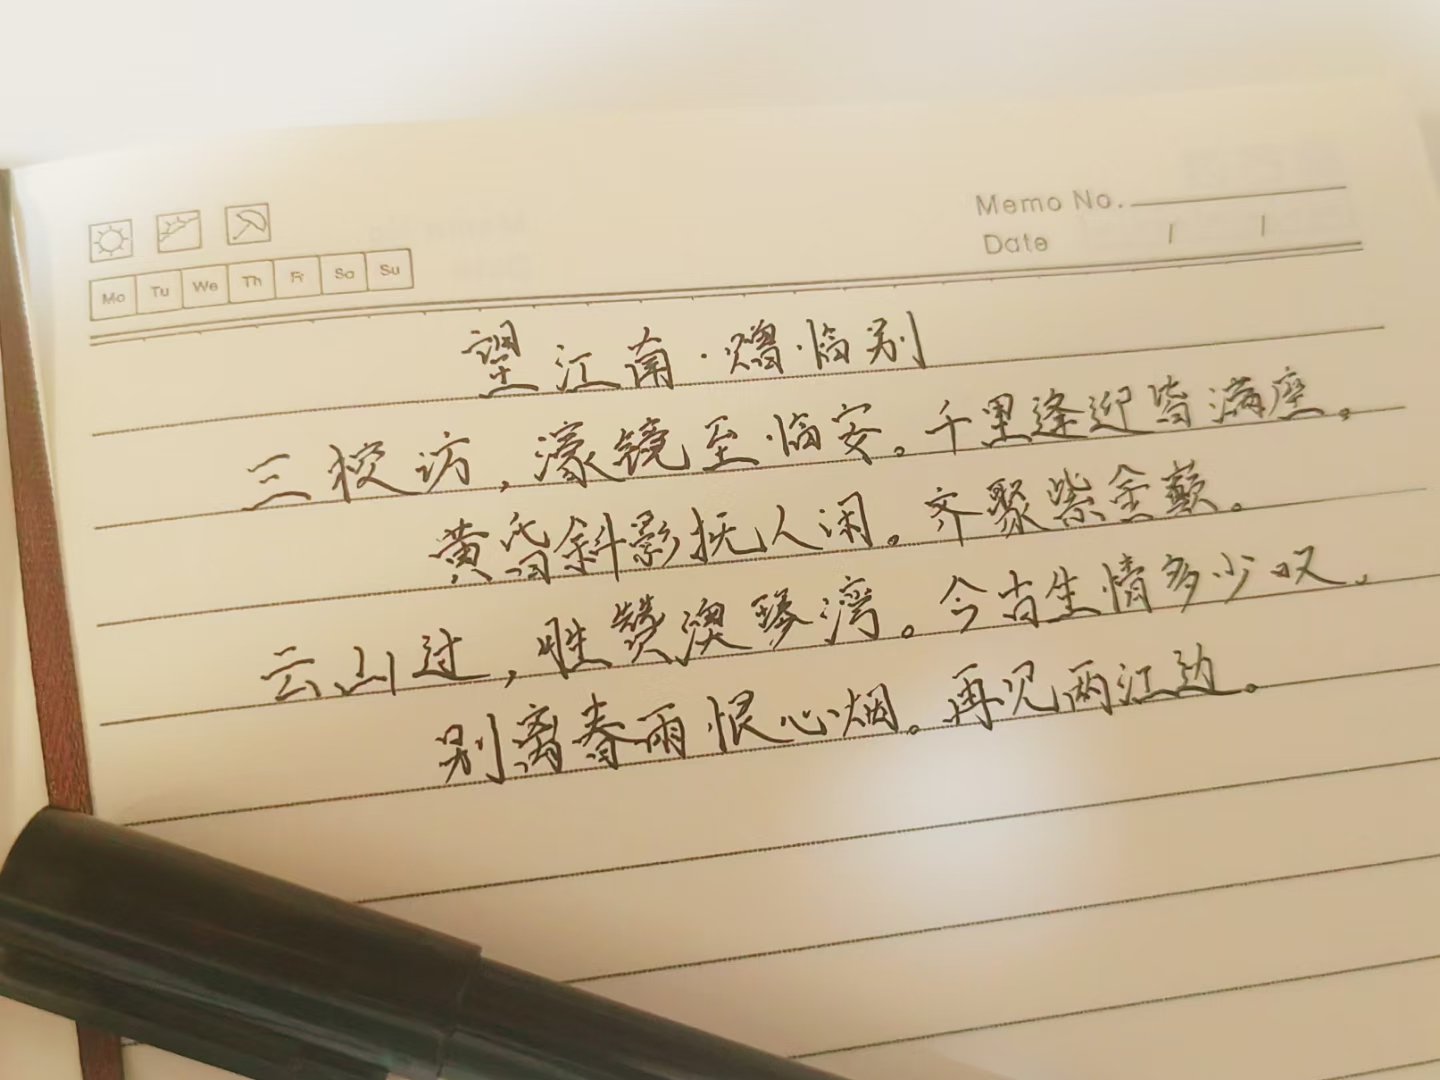 Memo No.
Date / /
Mo Tu We Th Fr Sa Su
望江南·赠·临别
三校访，濠镜至临安。千里逢迎皆满座。
黄昏斜影抚人闲。齐聚紫金巅。
云山过，胜赞澳琴湾。今古生情多少叹，
别离春雨恨心烟。再见两江边。